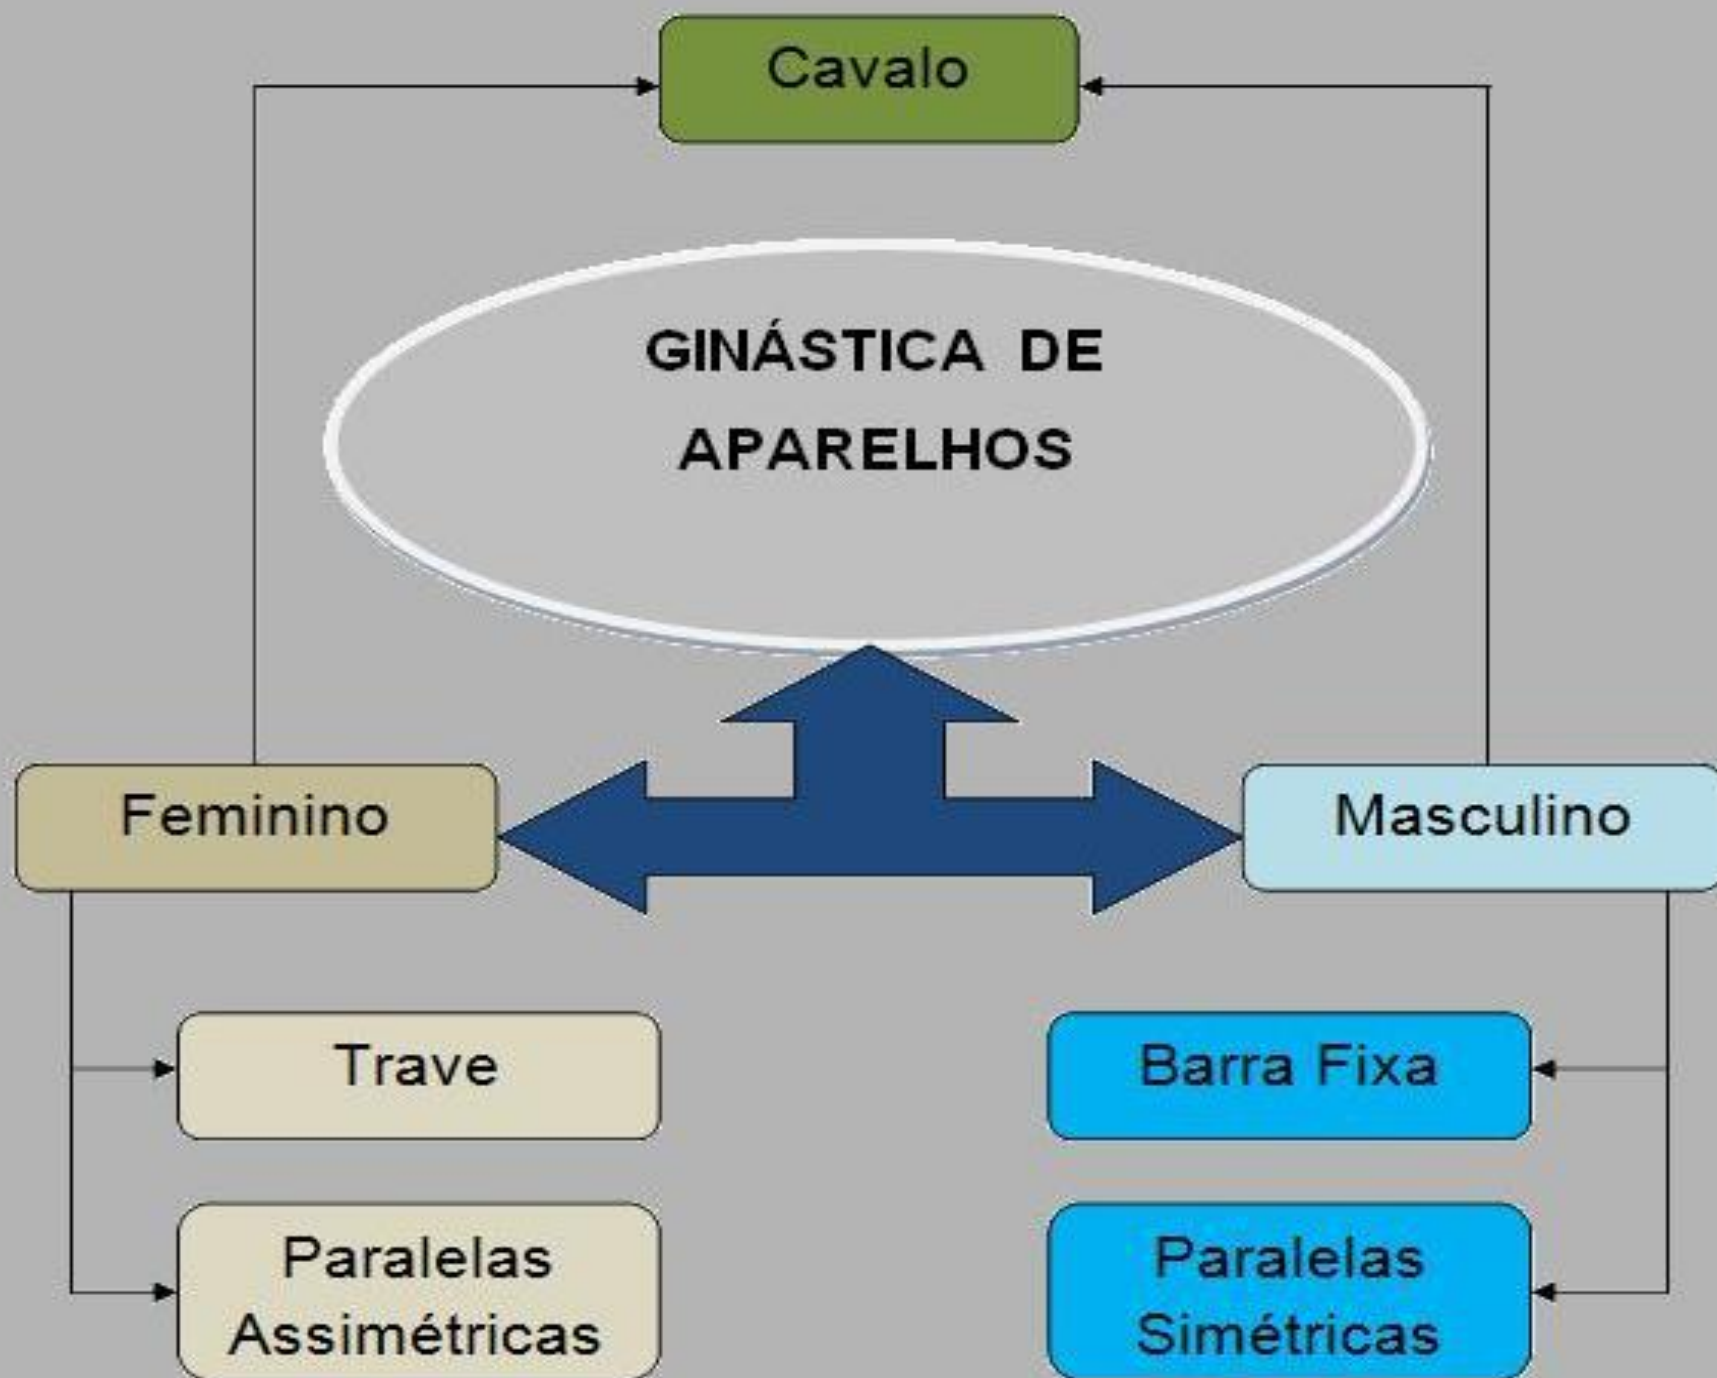 Cavalo
GINÁSTICA DE
APARELHOS
Feminino
Masculino
Trave
Barra Fixa
Paralelas
Assimétricas
Paralelas
Simétricas